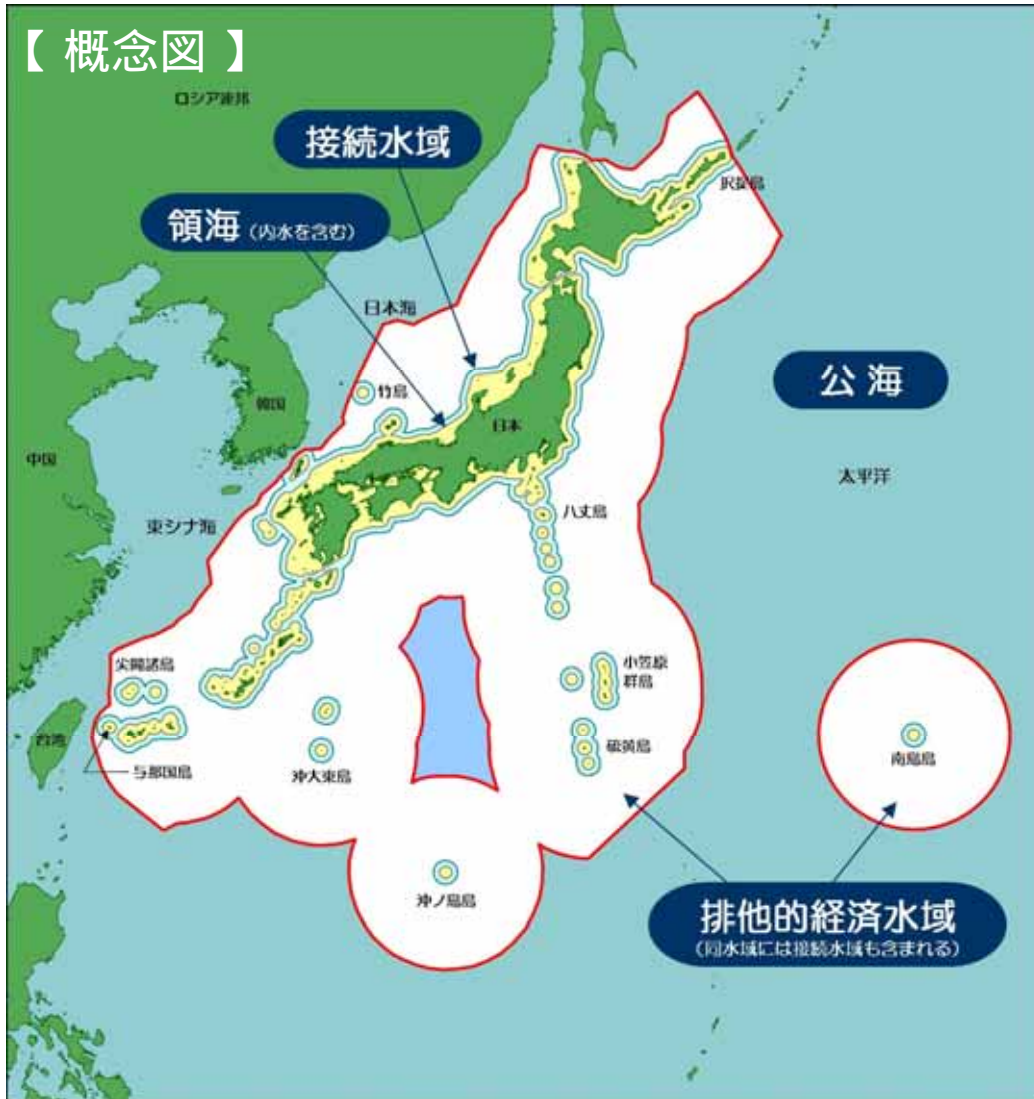 【 概念図 】
ロシア連邦
接続水域
択捉島
領海 (内水を含む)
日本海
公 海
竹島
韓国
日本
中国
太平洋
東シナ海
八丈島
尖閣諸島
小笠原
群島
台湾
硫黄島
与那国島
沖大東島
南鳥島
沖ノ鳥島
排他的経済水域
(同水域には接続水域も含まれる)